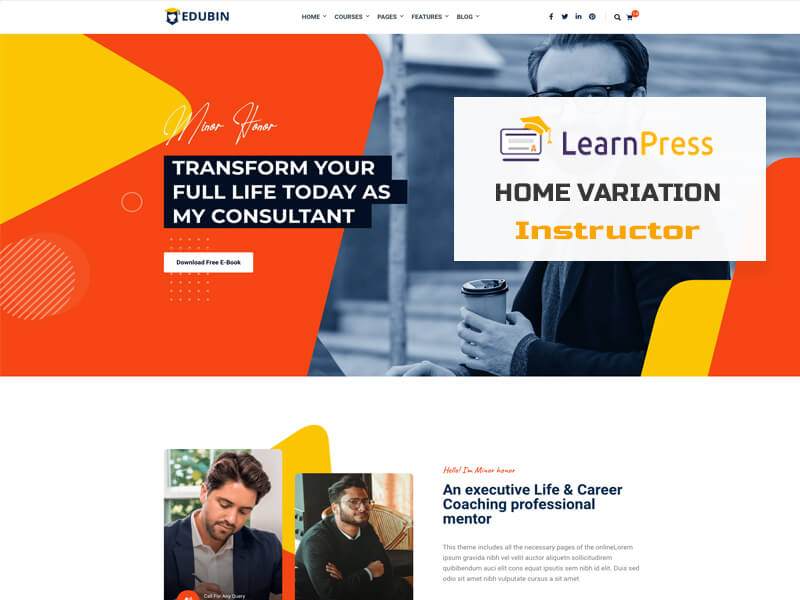 EDUBIN
HOME COURSES PAGES FEATURES BLOG
Minor Honor
TRANSFORM YOUR
FULL LIFE TODAY AS
MY CONSULTANT
Download Free E-Book
A
LearnPress
HOME VARIATION
Instructor
Call For Any Query
Hello! I'm Minor honor
An executive Life & Career
Coaching professional
mentor
This theme includes all the necessary pages of the onlineLorem
ipsum gravida nibh vel velit auctor aliquetn sollicitudirem
quibibendum auci elit cons equat ipsutis sem nibh id elit. Duis sed
odio sit amet nibh vulputate cursus a sit amet